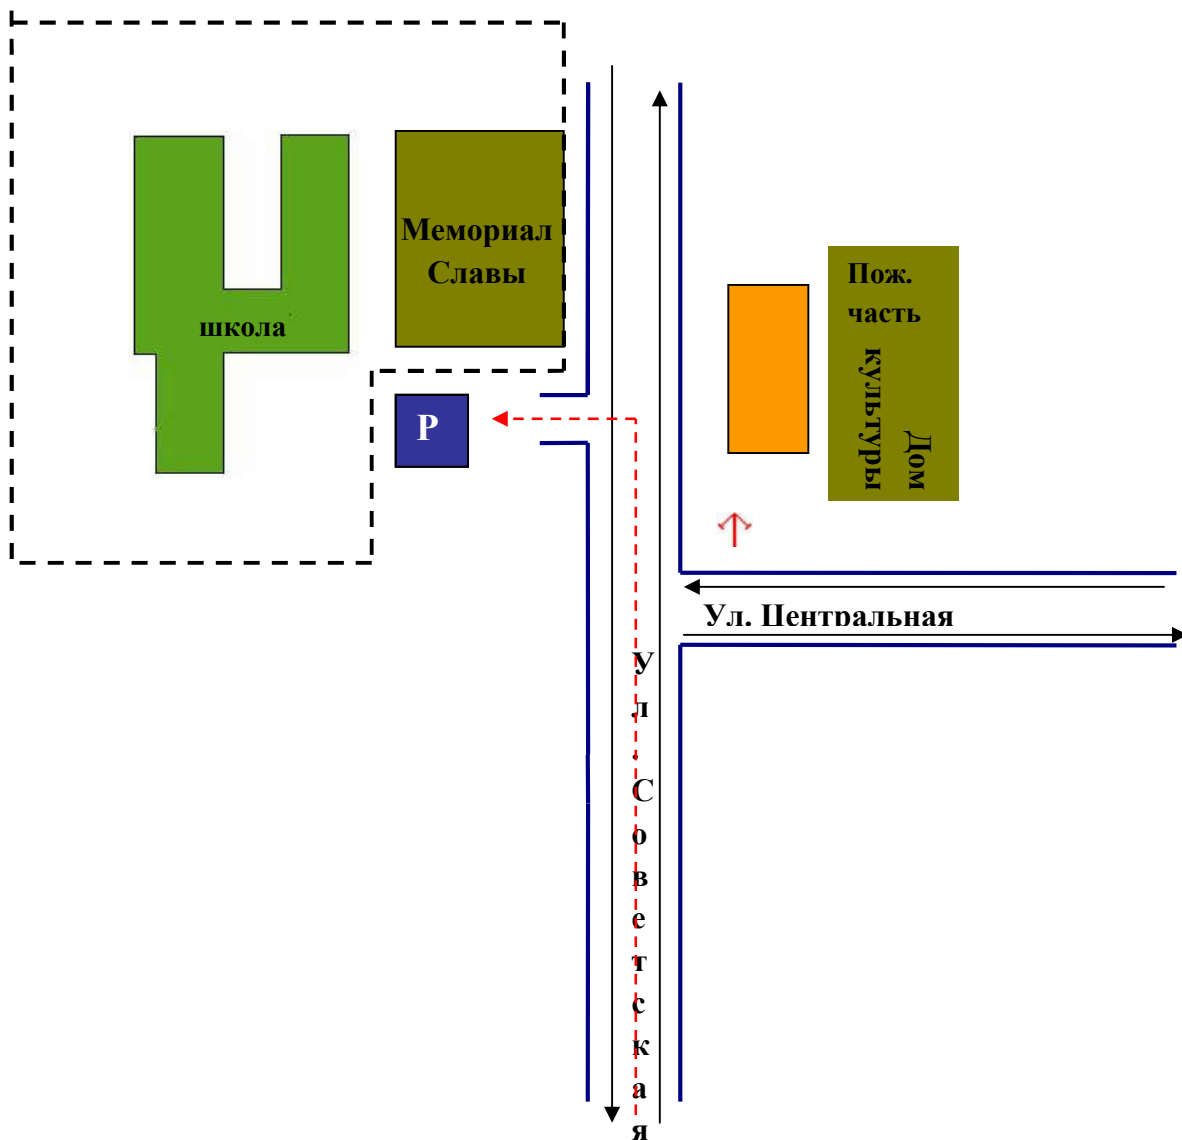 Мемориал
Славы
школа
Р
Пож.
часть
Дом
культуры
Ул. Центральная
Ул. Советская